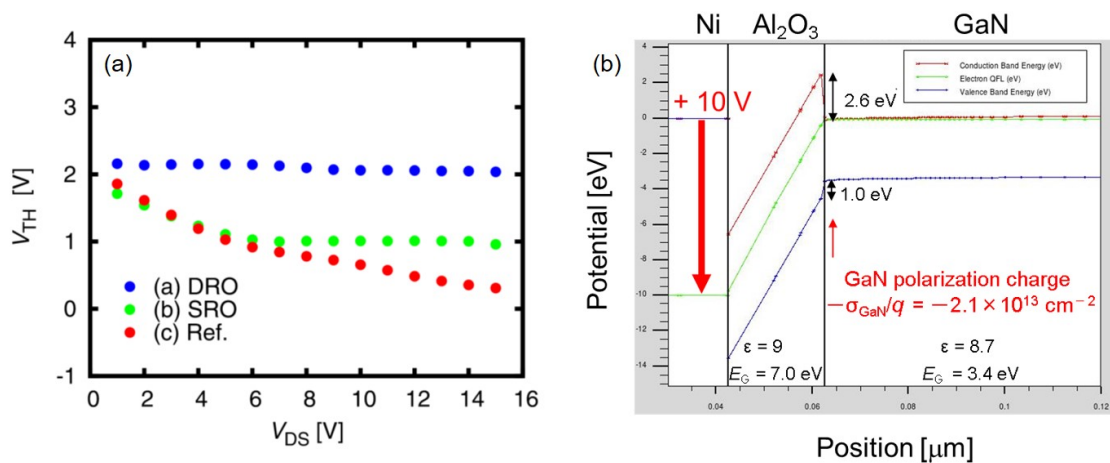 (a)
4
3
2
1
0
-1
V_TH [V]
(a) DRO
(b) SRO
(c) Ref.
0 2 4 6 8 10 12 14 16
V_DS [V]
Ni Al₂O₃ GaN
(b)
4
2
0
-2
-4
-6
-8
-10
-12
-14
Potential [eV]
Conduction Band Energy (eV)
Electron QFL (eV)
Valence Band Energy (eV)
+ 10 V
2.6 eV
1.0 eV
GaN polarization charge
−σ_GaN/q = −2.1 × 10¹³ cm⁻²
ε = 9 ε = 8.7
E_G = 7.0 eV E_G = 3.4 eV
0.04 0.06 0.08 0.1 0.12
Position [μm]